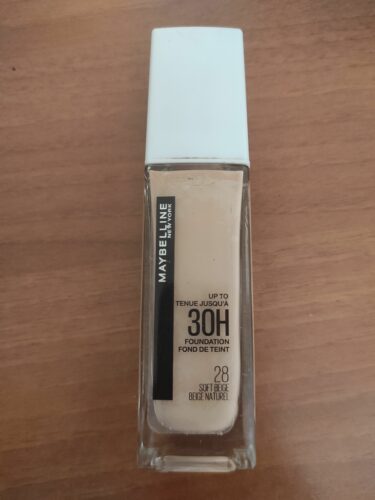 MAYBELLINE
NEW YORK
UP TO
TENUE JUSQU'A
30H
FOUNDATION
FOND DE TEINT
28
SOFT BEIGE
BEIGE NATUREL